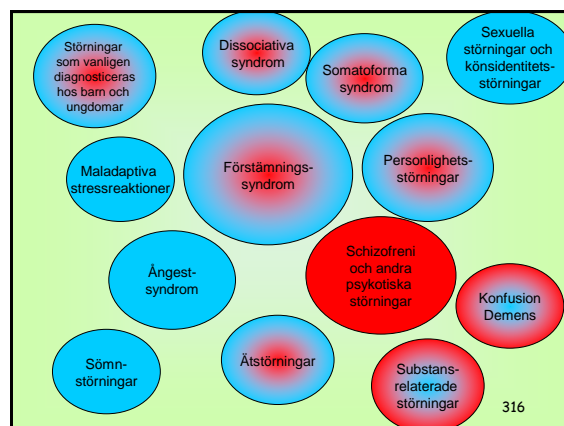 Störningar
som vanligen
diagnosticeras
hos barn och
ungdomar
Dissociativa
syndrom
Somatoforma
syndrom
Sexuella
störningar och
könsidentitets-
störningar
Maladaptiva
stressreaktioner
Förstämnings-
syndrom
Personlighets-
störningar
Ångest-
syndrom
Schizofreni
och andra
psykotiska
störningar
Konfusion
Demens
Sömn-
störningar
Ätstörningar
Substans-
relaterade
störningar
316